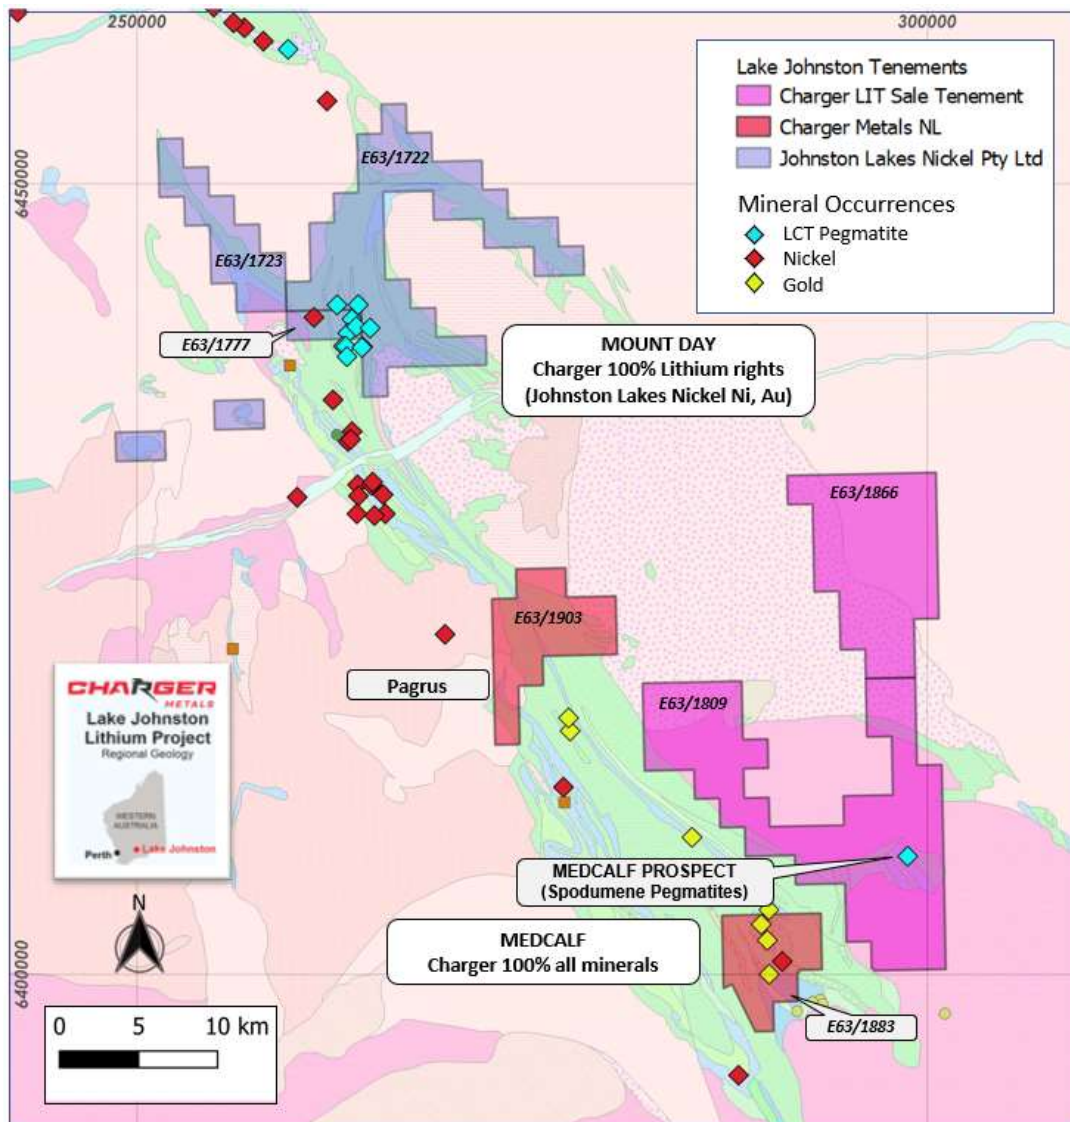 250000
300000
6450000
6400000
Lake Johnston Tenements
Charger LIT Sale Tenement
Charger Metals NL
Johnston Lakes Nickel Pty Ltd
Mineral Occurrences
LCT Pegmatite
Nickel
Gold
E63/1722
E63/1723
E63/1777
MOUNT DAY
Charger 100% Lithium rights
(Johnston Lakes Nickel Ni, Au)
E63/1866
E63/1903
Pagrus
E63/1809
CHARGER
METALS
Lake Johnston
Lithium Project
Regional Geology
WESTERN
AUSTRALIA
Perth
Lake Johnston
MEDCALF PROSPECT
(Spodumene Pegmatites)
MEDCALF
Charger 100% all minerals
E63/1883
N
0 5 10 km